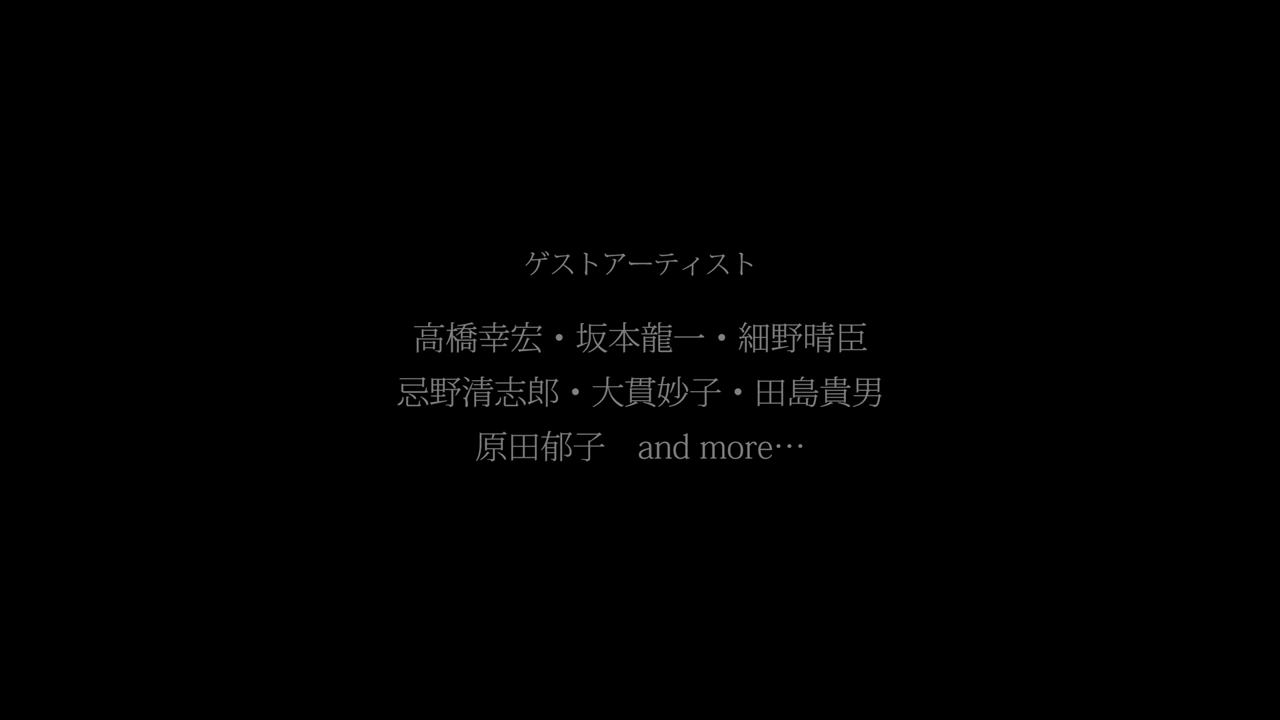 ゲストアーティスト
高橋幸宏・坂本龍一・細野晴臣
忌野清志郎・大貫妙子・田島貴男
原田郁子　and more…